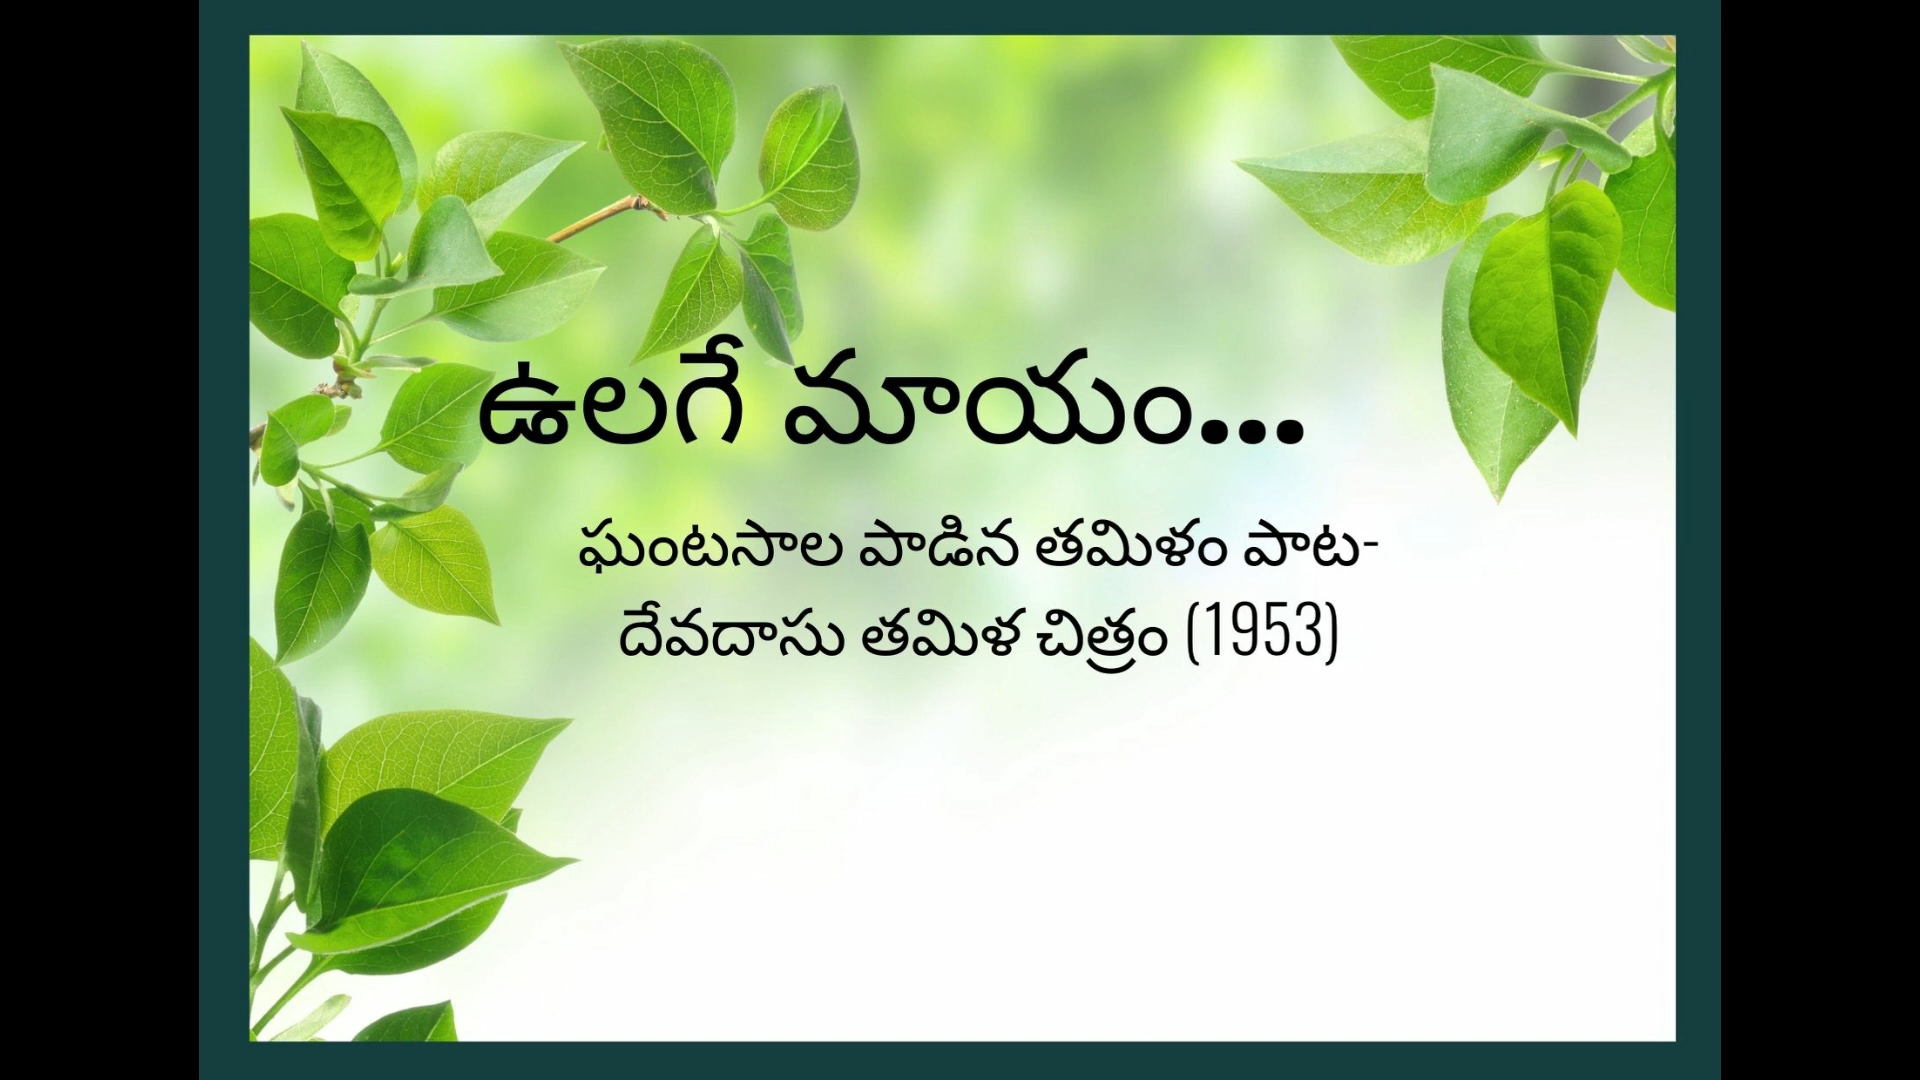 ఉలగే మాయం...
ఘంటసాల పాడిన తమిళం పాట-
దేవదాసు తమిళ చిత్రం (1953)